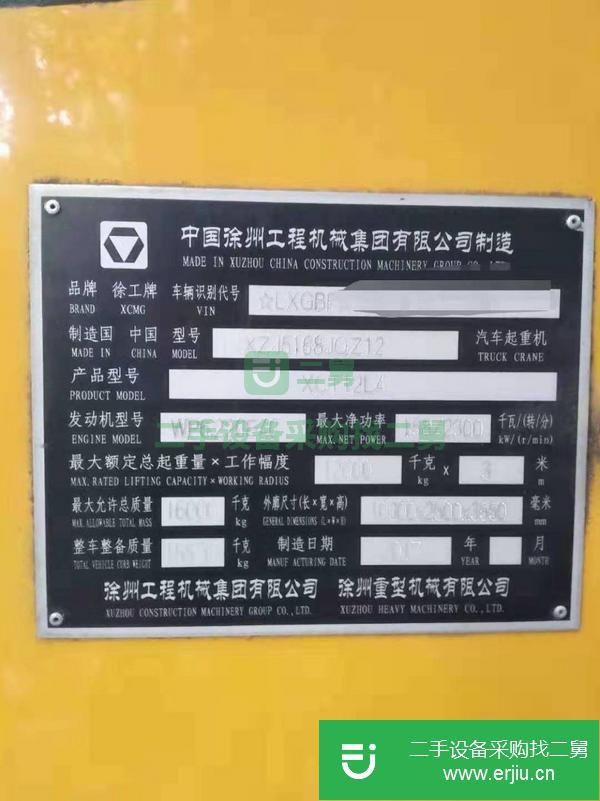 中国徐州工程机械集团有限公司制造
MADE IN XUZHOU CHINA CONSTRUCTION MACHINERY GROUP CO.
品牌 徐工牌 车辆识别代号 ☆LXGB
BRAND XCMG VIN
制造国 中国 型号 XZJ5168JQZ12 汽车起重机
MADE IN CHINA MODEL TRUCK CRANE
产品型号
PRODUCT MODEL
发动机型号 最大净功率 千瓦/(转/分)
ENGINE MODEL MAX. NET POWER kW/(r/min)
最大额定总起重量×工作幅度 12000 千克 x 3 米
MAX. RATED LIFTING CAPACITY×WORKING RADIUS kg m
最大允许总质量 16000 千克 外廊尺寸(长×宽×高) 毫米
MAX. ALLOWABLE TOTAL MASS kg GENERAL DIMENSIONS (L×W×H) mm
整车整备质量 千克 制造日期 年 月
TOTAL VEHICLE CURB WEIGHT kg MANUFACTURING DATE YEAR MONTH
徐州工程机械集团有限公司 徐州重型机械有限公司
XUZHOU CONSTRUCTION MACHINERY GROUP CO., LTD. XUZHOU HEAVY MACHINERY CO., LTD.
二舅
二手设备采购找二舅
二手设备采购找二舅
www.erjiu.cn